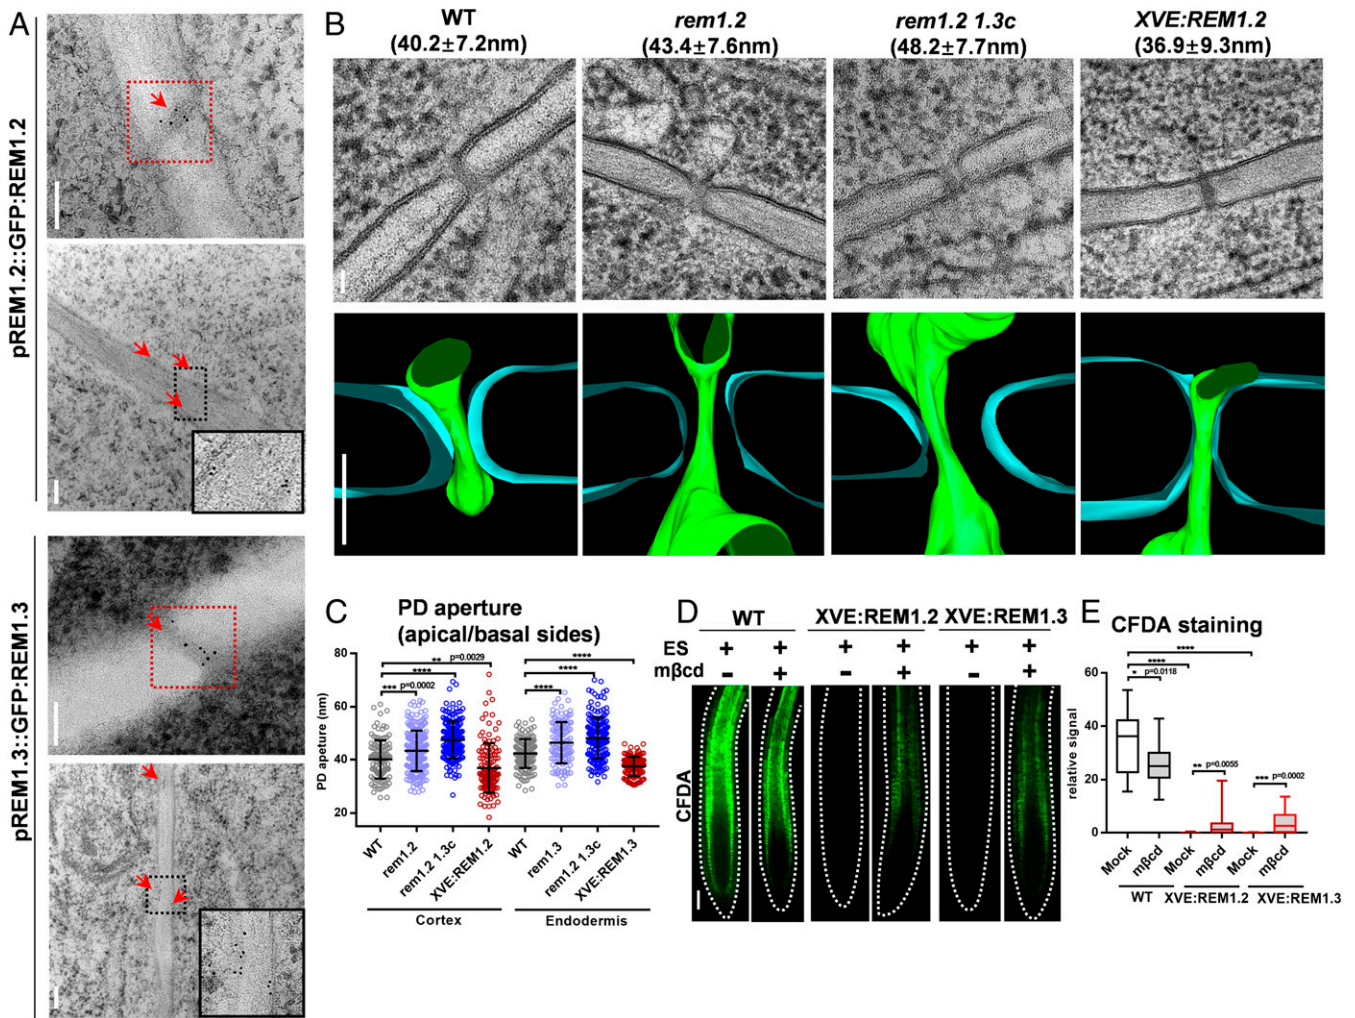 A
pREM1.2::GFP:REM1.2
pREM1.3::GFP:REM1.3
B
WT
(40.2±7.2nm)
rem1.2
(43.4±7.6nm)
rem1.2 1.3c
(48.2±7.7nm)
XVE:REM1.2
(36.9±9.3nm)
C
PD aperture
(apical/basal sides)
PD apeture (nm)
80
60
40
20
** p=0.0029
****
*** p=0.0002
****
****
****
WT
rem1.2
rem1.2 1.3c
XVE:REM1.2
WT
rem1.3
rem1.2 1.3c
XVE:REM1.3
Cortex
Endodermis
D
WT XVE:REM1.2 XVE:REM1.3
ES + + + + + +
mβcd - + - + - +
CFDA
E
CFDA staining
relative signal
60
40
20
0
****
****
* p=0.0118
** p=0.0055
*** p=0.0002
Mock
mβcd
Mock
mβcd
Mock
mβcd
WT XVE:REM1.2 XVE:REM1.3